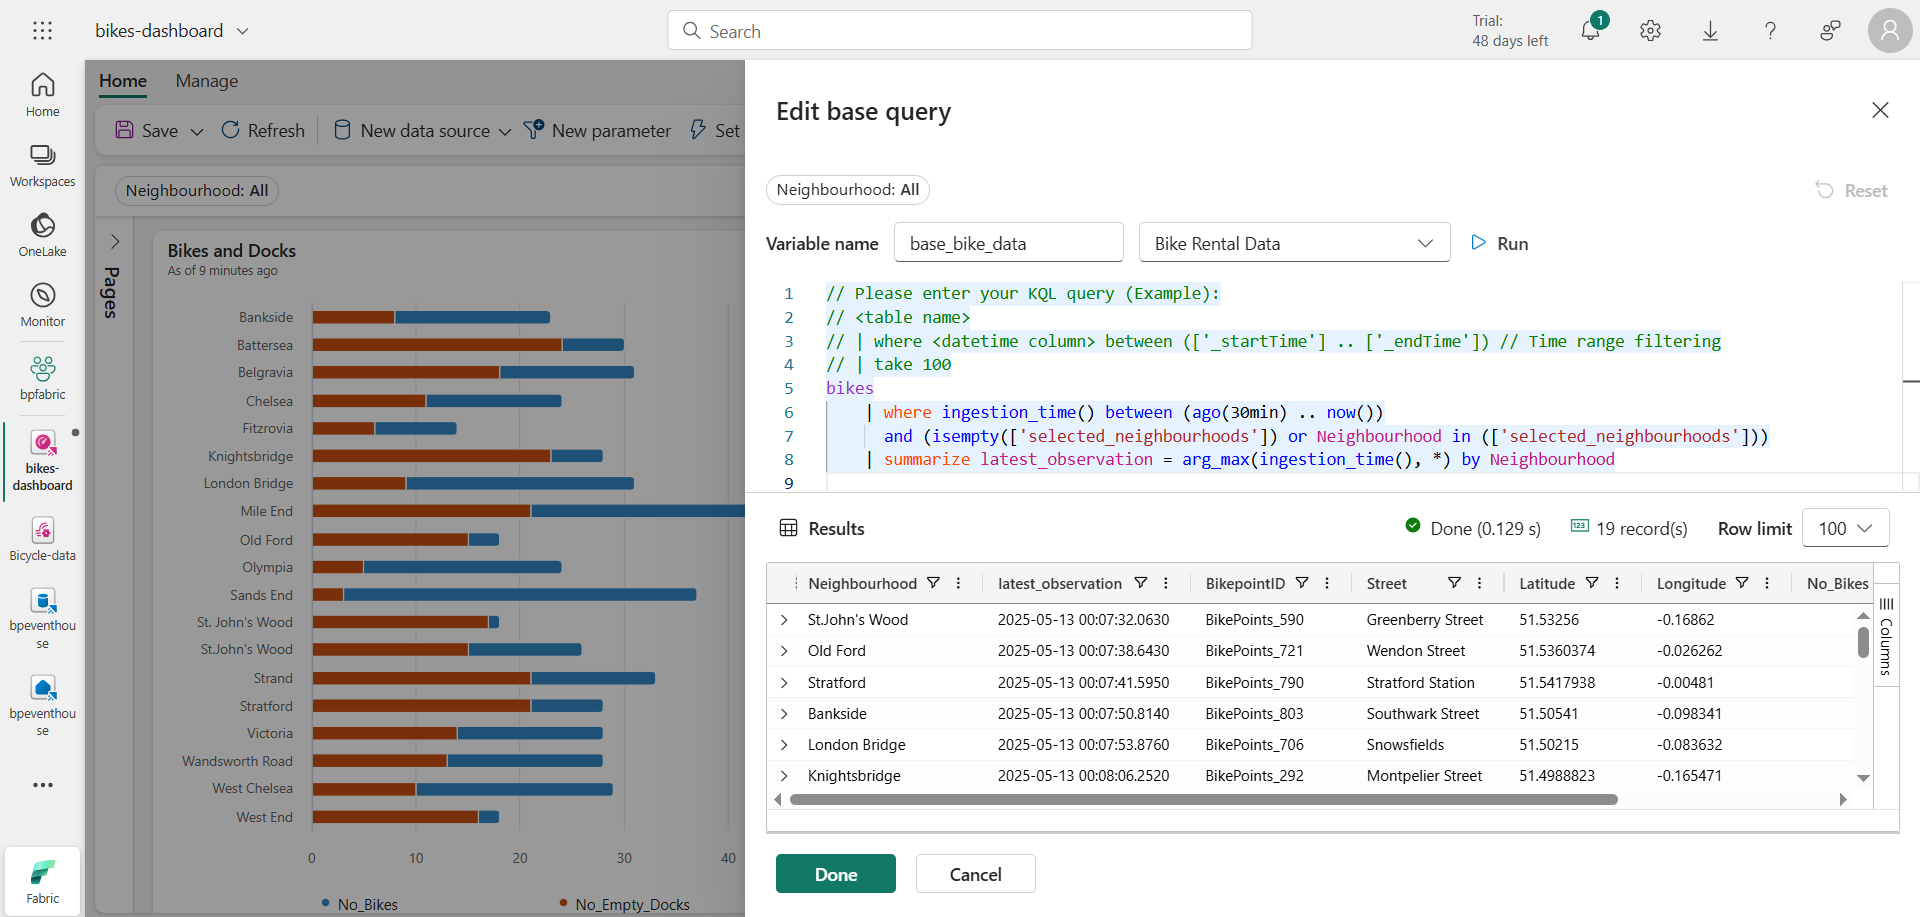 bikes-dashboard
Search
Trial:
48 days left
1
Home
Workspaces
OneLake
Monitor
bpfabric
bikes-
dashboard
Bicycle-data
bpeventhou
se
bpeventhou
se
Fabric
Home
Manage
Save
Refresh
New data source
New parameter
Set
Neighbourhood: All
Pages
Bikes and Docks
As of 9 minutes ago
Bankside
Battersea
Belgravia
Chelsea
Fitzrovia
Knightsbridge
London Bridge
Mile End
Old Ford
Olympia
Sands End
St. John's Wood
St.John's Wood
Strand
Stratford
Victoria
Wandsworth Road
West Chelsea
West End
0 10 20 30 40
No_Bikes No_Empty_Docks
Edit base query
Neighbourhood: All
Reset
Variable name base_bike_data Bike Rental Data Run
1 // Please enter your KQL query (Example):
2 // <table name>
3 // | where <datetime column> between (['_startTime'] .. ['_endTime']) // Time range filtering
4 // | take 100
5 bikes
6 | where ingestion_time() between (ago(30min) .. now())
7 and (isempty(['selected_neighbourhoods']) or Neighbourhood in (['selected_neighbourhoods']))
8 | summarize latest_observation = arg_max(ingestion_time(), *) by Neighbourhood
9
Results Done (0.129 s) 123 19 record(s) Row limit 100
Neighbourhood latest_observation BikepointID Street Latitude Longitude No_Bikes
St.John's Wood 2025-05-13 00:07:32.0630 BikePoints_590 Greenberry Street 51.53256 -0.16862
Old Ford 2025-05-13 00:07:38.6430 BikePoints_721 Wendon Street 51.5360374 -0.026262
Stratford 2025-05-13 00:07:41.5950 BikePoints_790 Stratford Station 51.5417938 -0.00481
Bankside 2025-05-13 00:07:50.8140 BikePoints_803 Southwark Street 51.50541 -0.098341
London Bridge 2025-05-13 00:07:53.8760 BikePoints_706 Snowsfields 51.50215 -0.083632
Knightsbridge 2025-05-13 00:08:06.2520 BikePoints_292 Montpelier Street 51.4988823 -0.165471
Columns
Done
Cancel